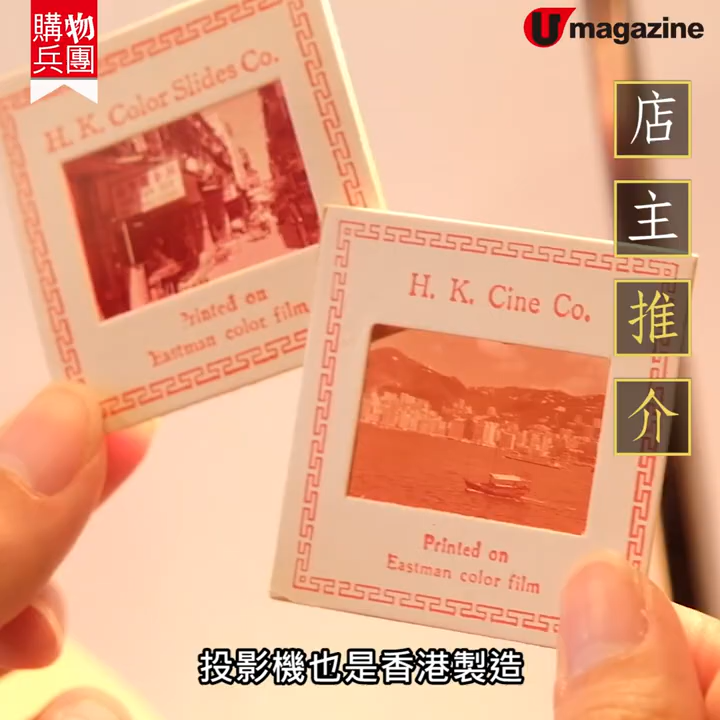 購物
兵團
U magazine
店主推介
H. K. Color Slides Co.
Printed on
Eastman color film
H. K. Cine Co.
Printed on
Eastman color film
投影機也是香港製造